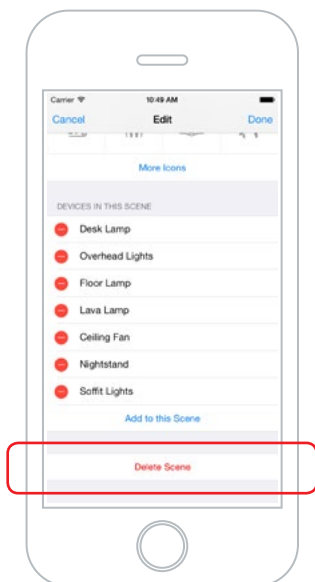 Carrier 10:49 AM
Cancel Edit Done
More Icons
DEVICES IN THIS SCENE
Desk Lamp
Overhead Lights
Floor Lamp
Lava Lamp
Ceiling Fan
Nightstand
Soffit Lights
Add to this Scene
Delete Scene